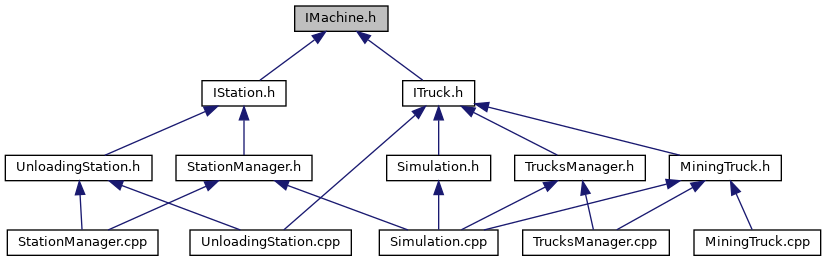 IMachine.h
IStation.h
ITruck.h
UnloadingStation.h
StationManager.h
Simulation.h
TrucksManager.h
MiningTruck.h
StationManager.cpp
UnloadingStation.cpp
Simulation.cpp
TrucksManager.cpp
MiningTruck.cpp